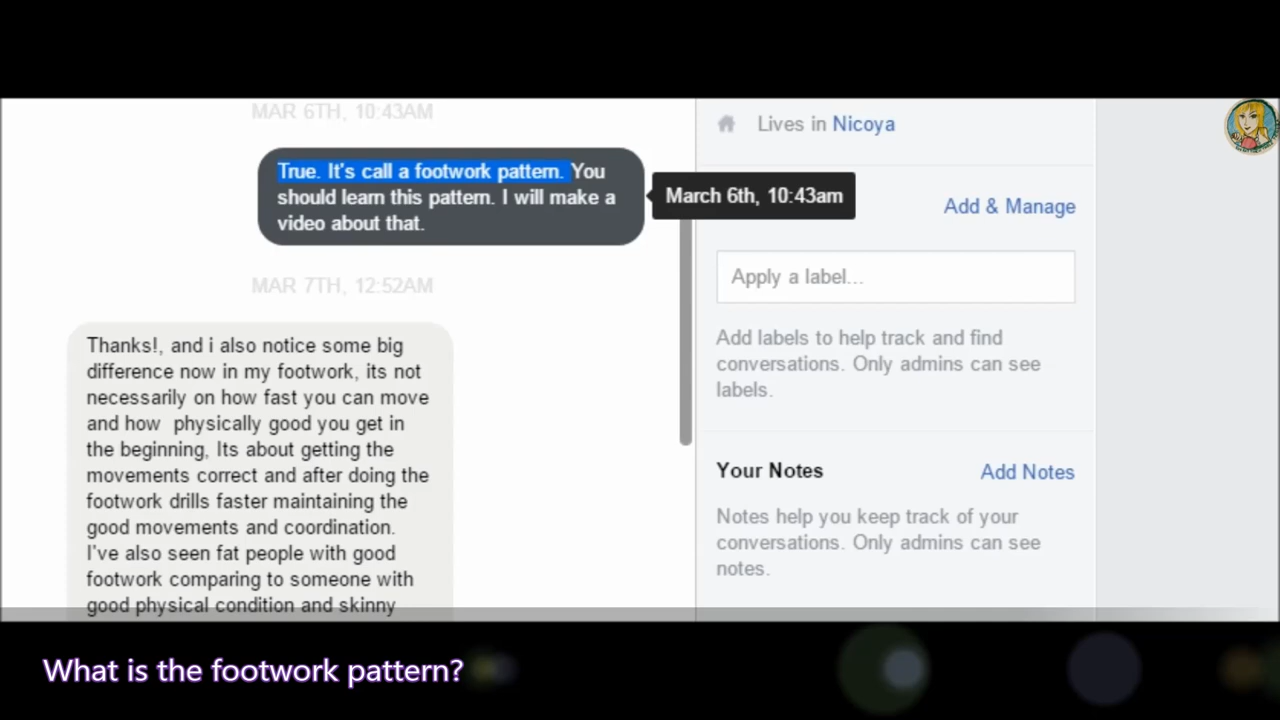 MAR 6TH, 10:43AM
True. It's call a footwork pattern. You
should learn this pattern. I will make a
video about that.
March 6th, 10:43am
MAR 7TH, 12:52AM
Thanks!, and i also notice some big
difference now in my footwork, its not
necessarily on how fast you can move
and how physically good you get in
the beginning, Its about getting the
movements correct and after doing the
footwork drills faster maintaining the
good movements and coordination.
I've also seen fat people with good
footwork comparing to someone with
good physical condition and skinny
Lives in Nicoya
Add & Manage
Apply a label...
Add labels to help track and find
conversations. Only admins can see
labels.
Your Notes
Add Notes
Notes help you keep track of your
conversations. Only admins can see
notes.
What is the footwork pattern?